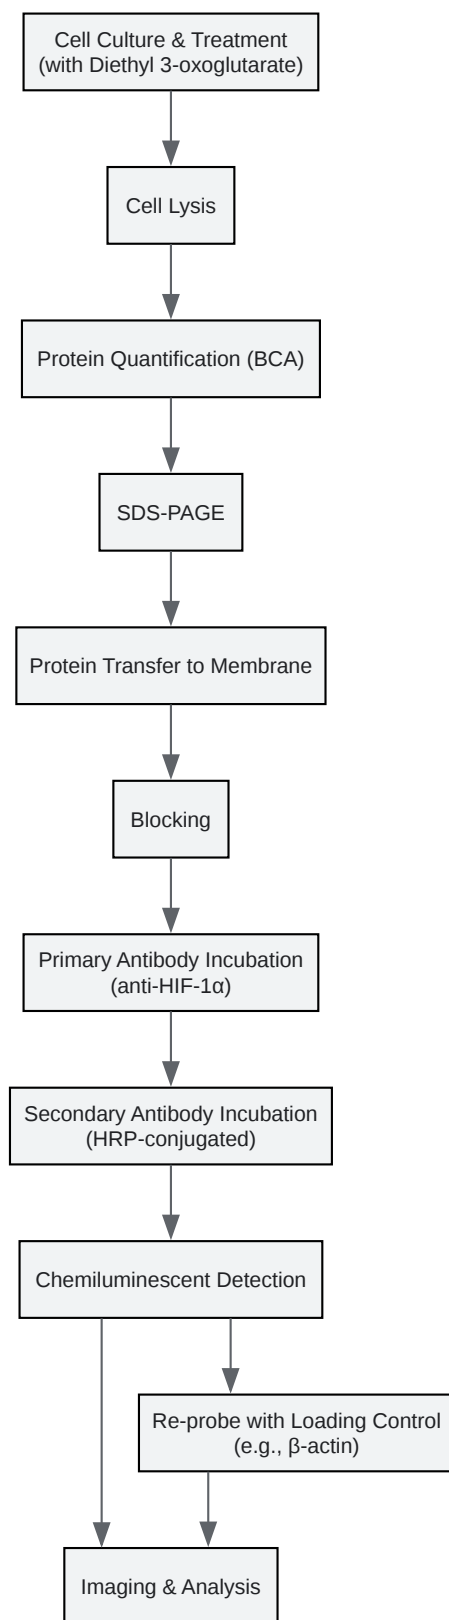 Cell Culture & Treatment
(with Diethyl 3-oxoglutarate)
Cell Lysis
Protein Quantification (BCA)
SDS-PAGE
Protein Transfer to Membrane
Blocking
Primary Antibody Incubation
(anti-HIF-1α)
Secondary Antibody Incubation
(HRP-conjugated)
Chemiluminescent Detection
Re-probe with Loading Control
(e.g., β-actin)
Imaging & Analysis